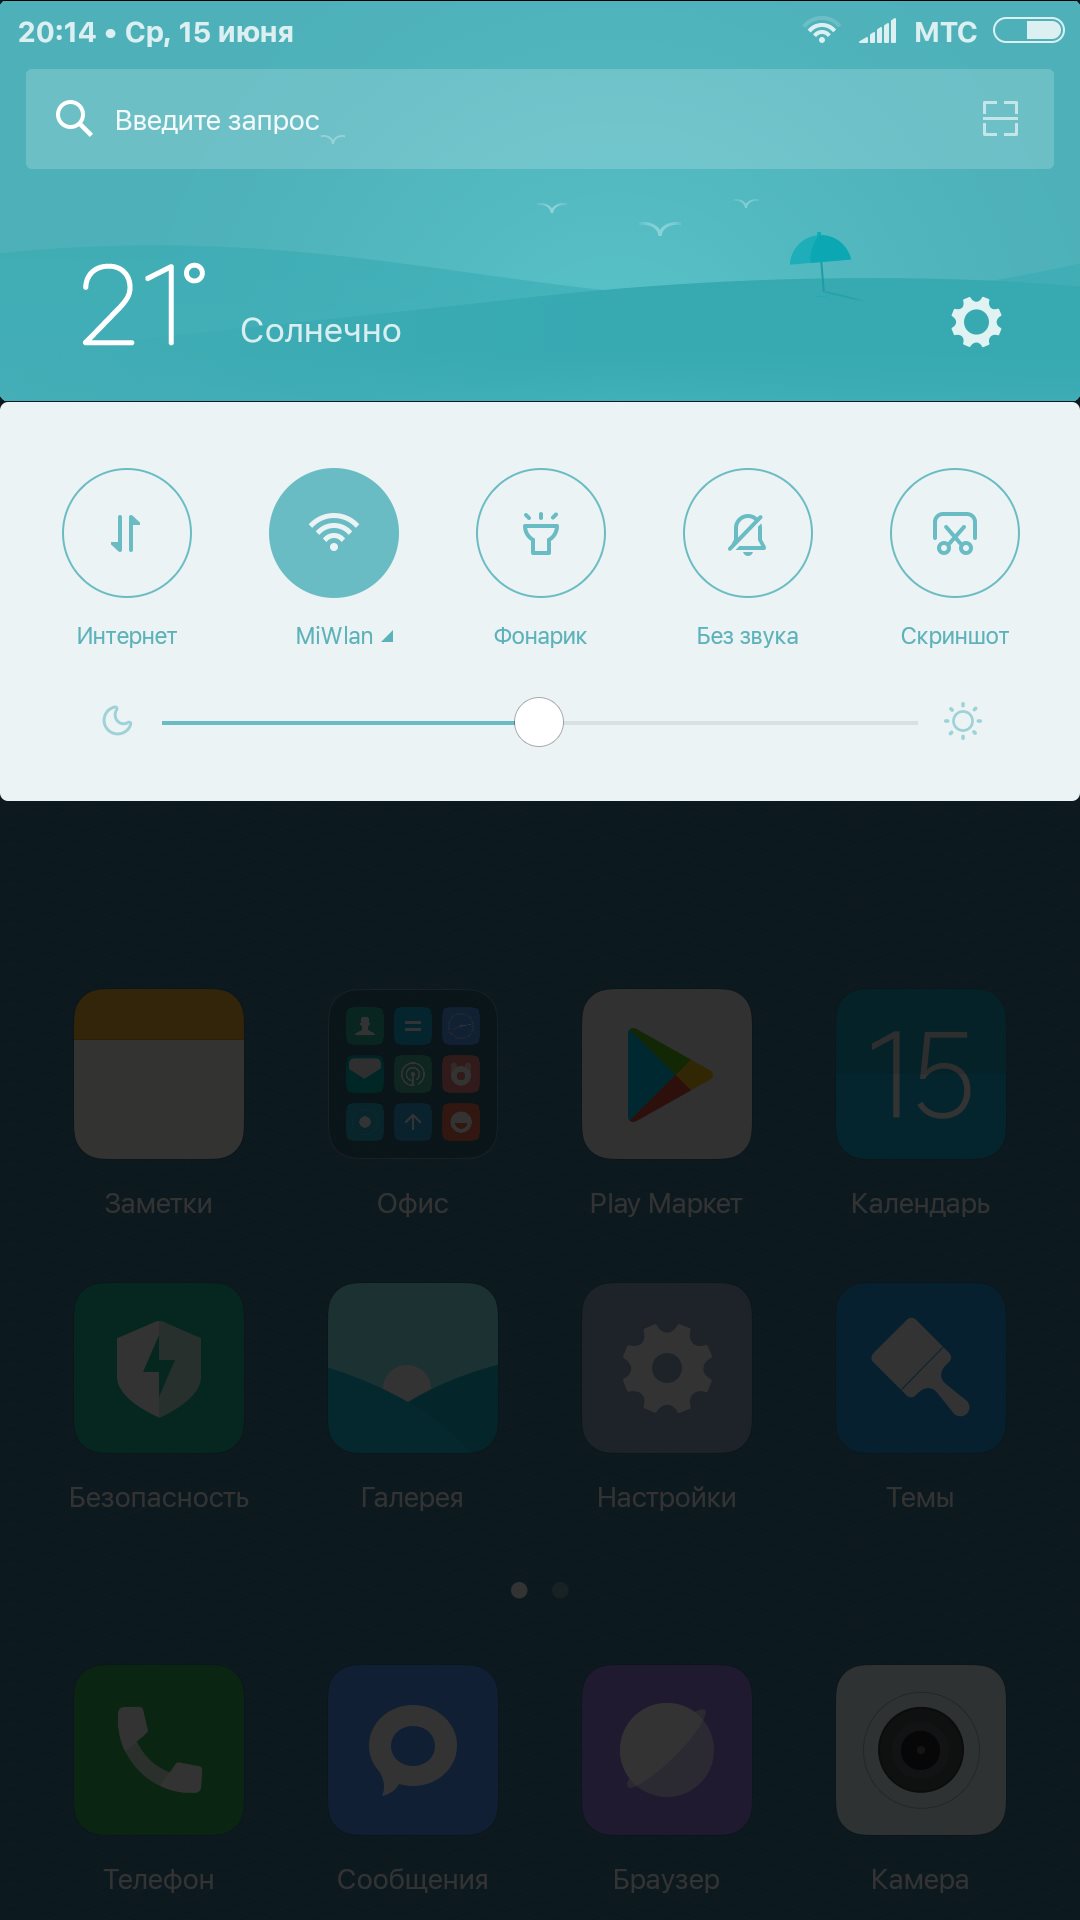 20:14 • Ср, 15 июня МТС
Введите запрос
21° Солнечно
Интернет MiWlan Фонарик Без звука Скриншот
15
Заметки Офис Play Маркет Календарь
Безопасность Галерея Настройки Темы
Телефон Сообщения Браузер Камера